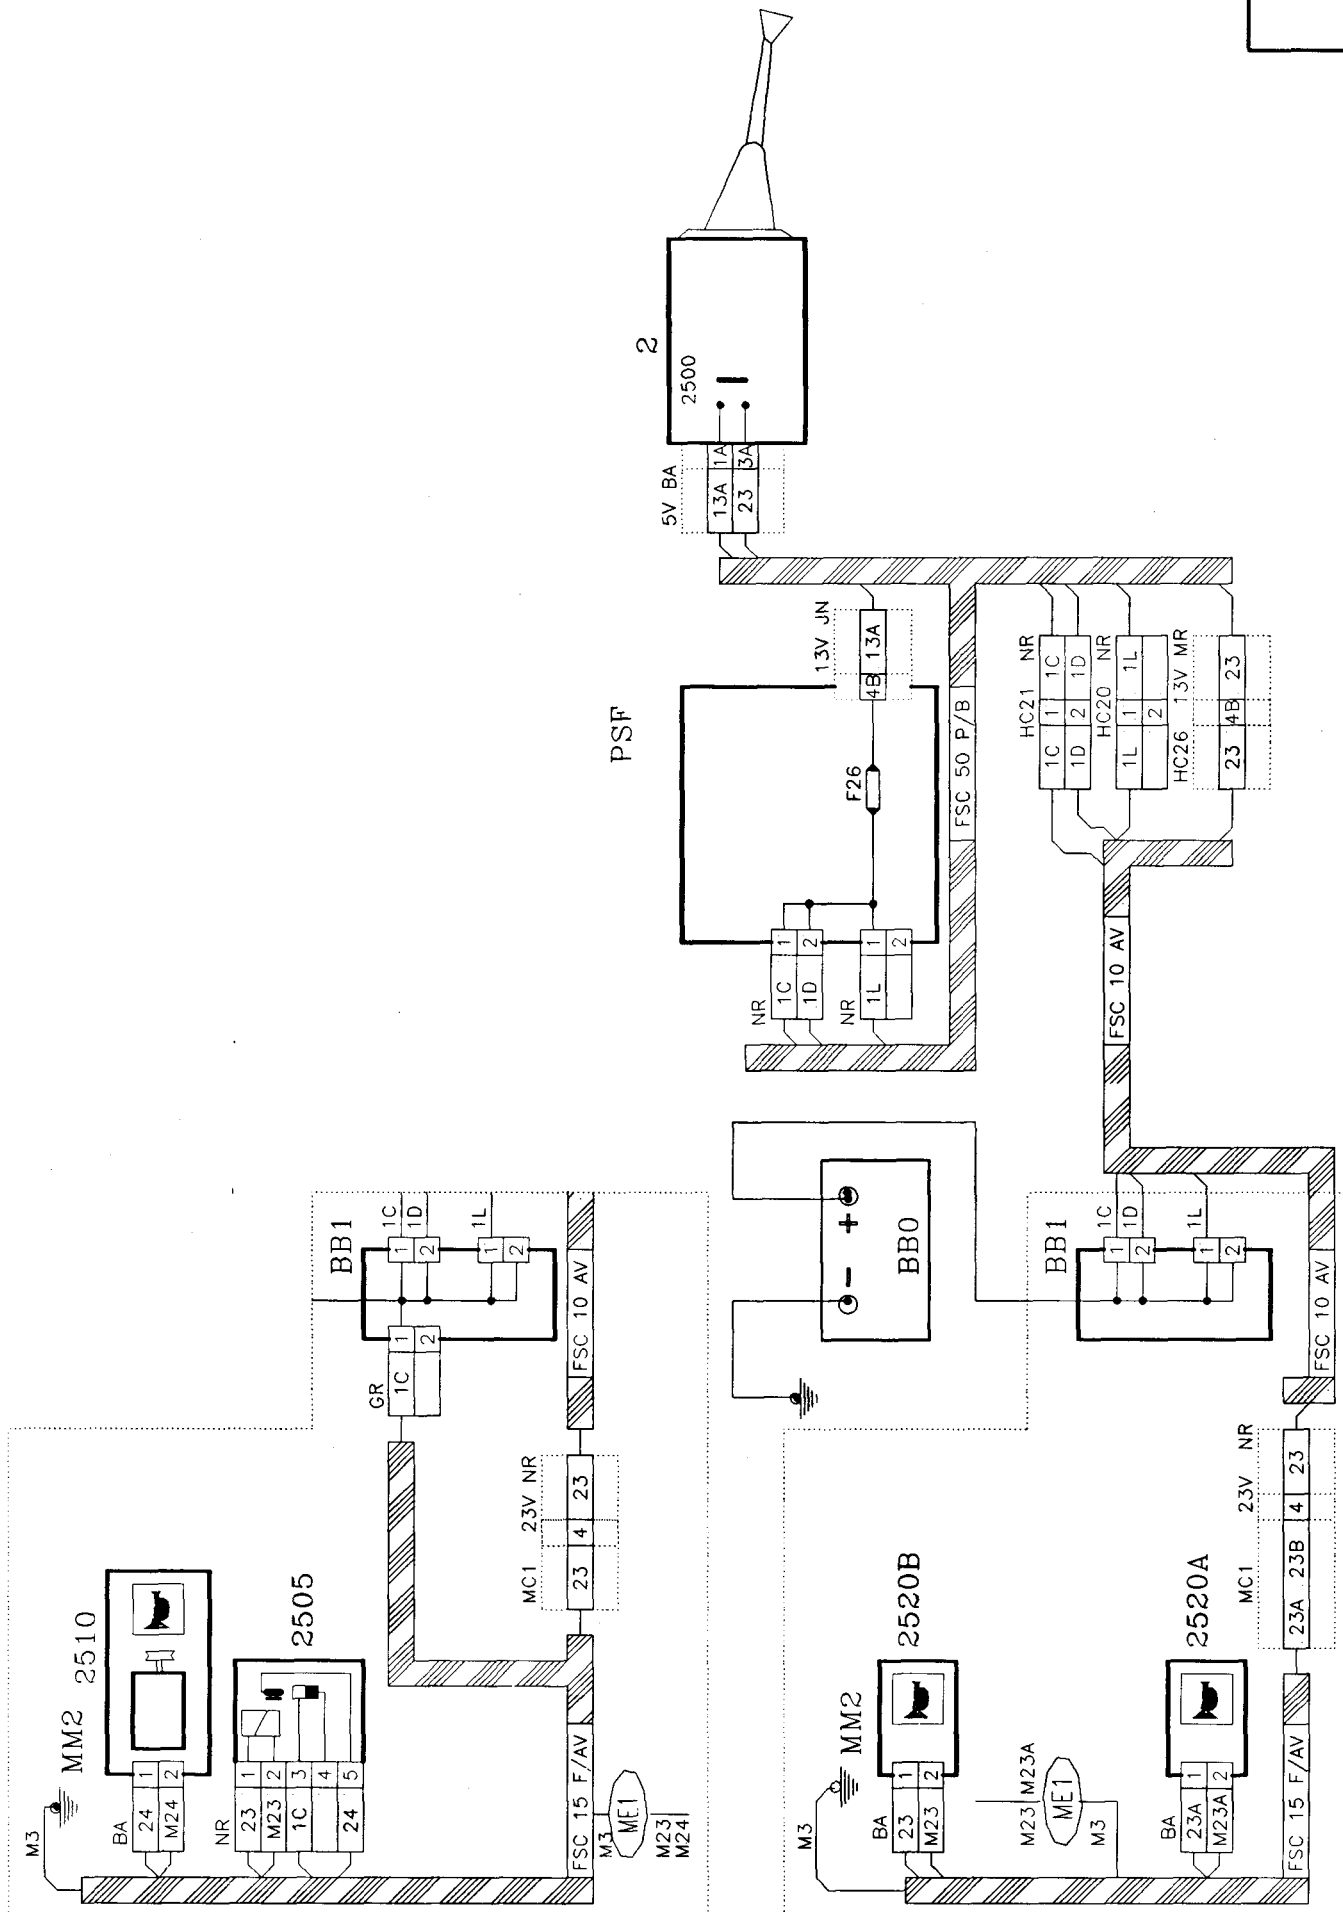 2
2500
5V BA
13A 1A
23 3A
13V JN
4B 13A
PSF
F26
FSC 50 P/B
NR
1C 1
1D 2
NR
1L 1
2
HC21 NR
1C 1 1C
1D 2 1D
HC20 NR
1L 1 1L
2
HC26 13V MR
23 4B 23
FSC 10 AV
BB1
1C
1D
1L
1
2
1
2
GR
1C 1
2
FSC 10 AV
BB0
+
−
BB1
1C
1D
1L
1
2
1
2
FSC 10 AV
MC1 23V NR
23 4 23
MC1 23V NR
23A 23B 4 23
2510
MM2
M3
BA
24 1
M24 2
2505
NR
23 1
M23 2
1C 3
4
24 5
FSC 15 F/AV
M3
ME1
M23
M24
2520B
MM2
M3
BA
23 1
M23 2
M23 M23A
ME1
M3
2520A
BA
23A 1
M23A 2
FSC 15 F/AV